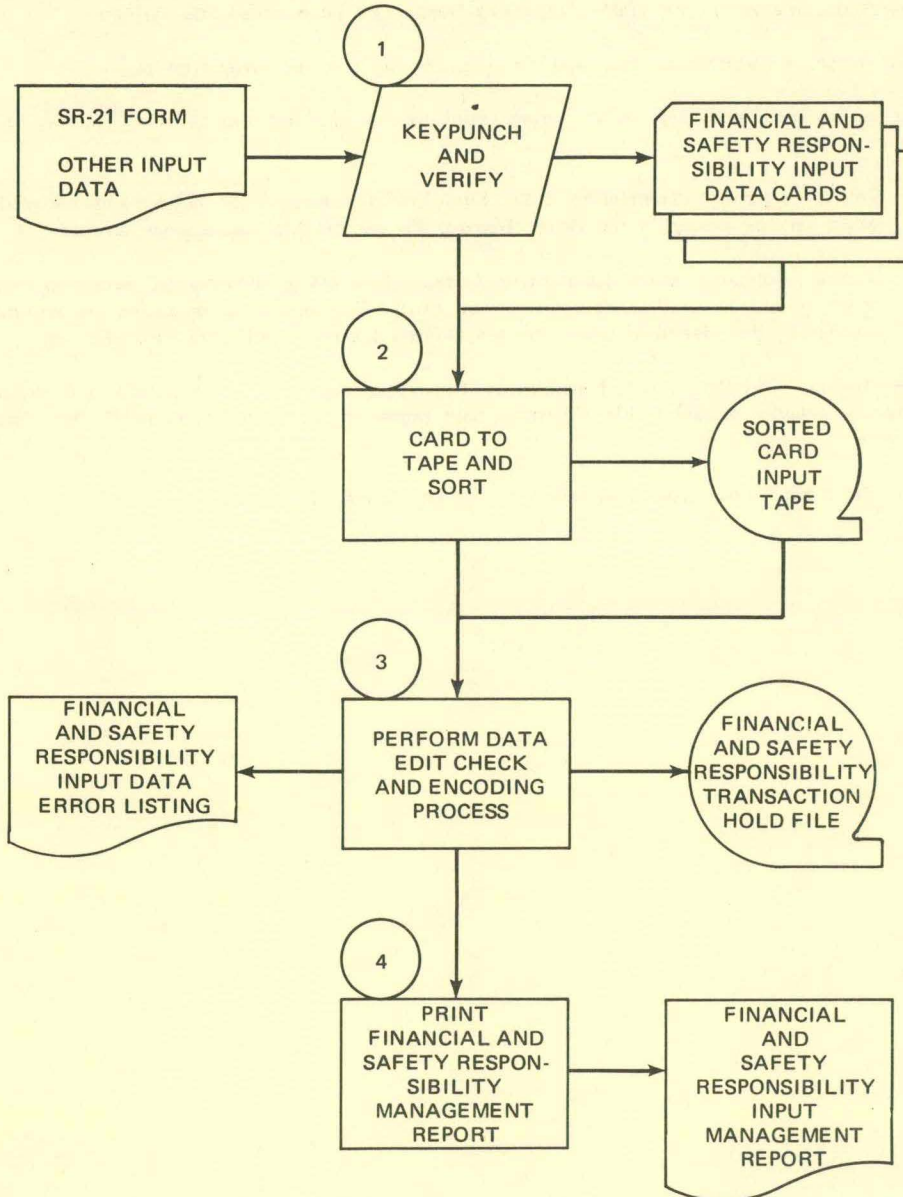 1
SR-21 FORM
OTHER INPUT
DATA
KEYPUNCH
AND
VERIFY
FINANCIAL AND
SAFETY RESPON-
SIBILITY INPUT
DATA CARDS
2
CARD TO
TAPE AND
SORT
SORTED
CARD
INPUT
TAPE
3
FINANCIAL
AND SAFETY
RESPONSIBILITY
INPUT DATA
ERROR LISTING
PERFORM DATA
EDIT CHECK
AND ENCODING
PROCESS
FINANCIAL
AND SAFETY
RESPONSIBILITY
TRANSACTION
HOLD FILE
4
PRINT
FINANCIAL AND
SAFETY RESPON-
SIBILITY
MANAGEMENT
REPORT
FINANCIAL
AND
SAFETY
RESPONSIBILITY
INPUT
MANAGEMENT
REPORT